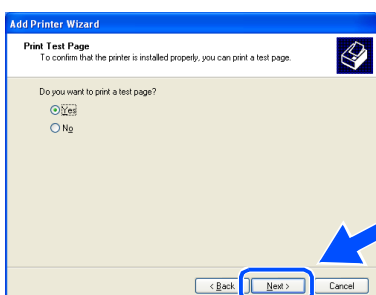 Add Printer Wizard
Print Test Page
To confirm that the printer is installed properly, you can print a test page.
Do you want to print a test page?
Yes
No
< Back Next > Cancel